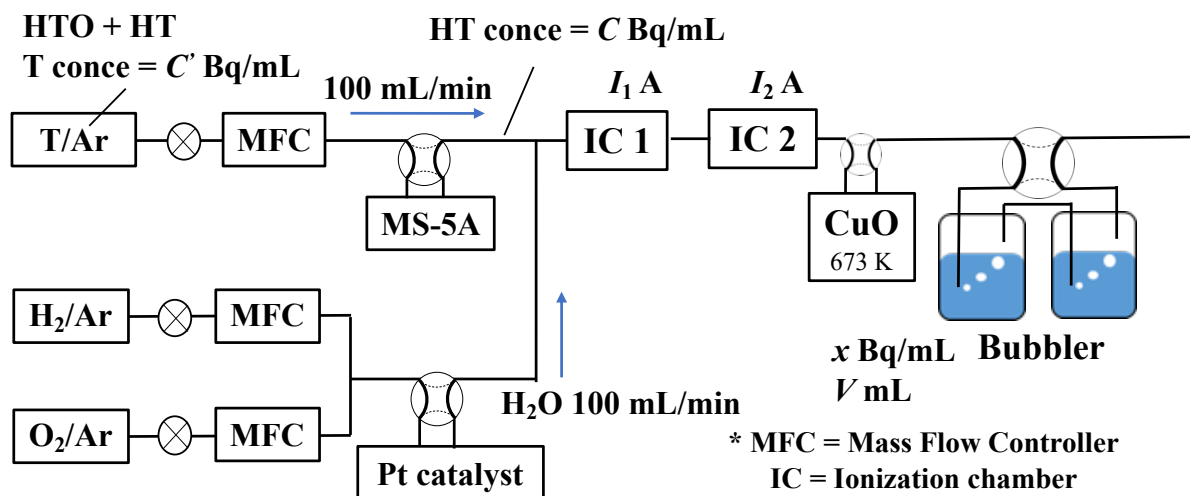 HTO + HT
T conce = C’ Bq/mL
HT conce = C Bq/mL
100 mL/min
I1 A
I2 A
T/Ar
MFC
IC 1
IC 2
MS-5A
CuO
673 K
H2/Ar
MFC
x Bq/mL
V mL
Bubbler
H2O 100 mL/min
O2/Ar
MFC
Pt catalyst
* MFC = Mass Flow Controller
IC = Ionization chamber